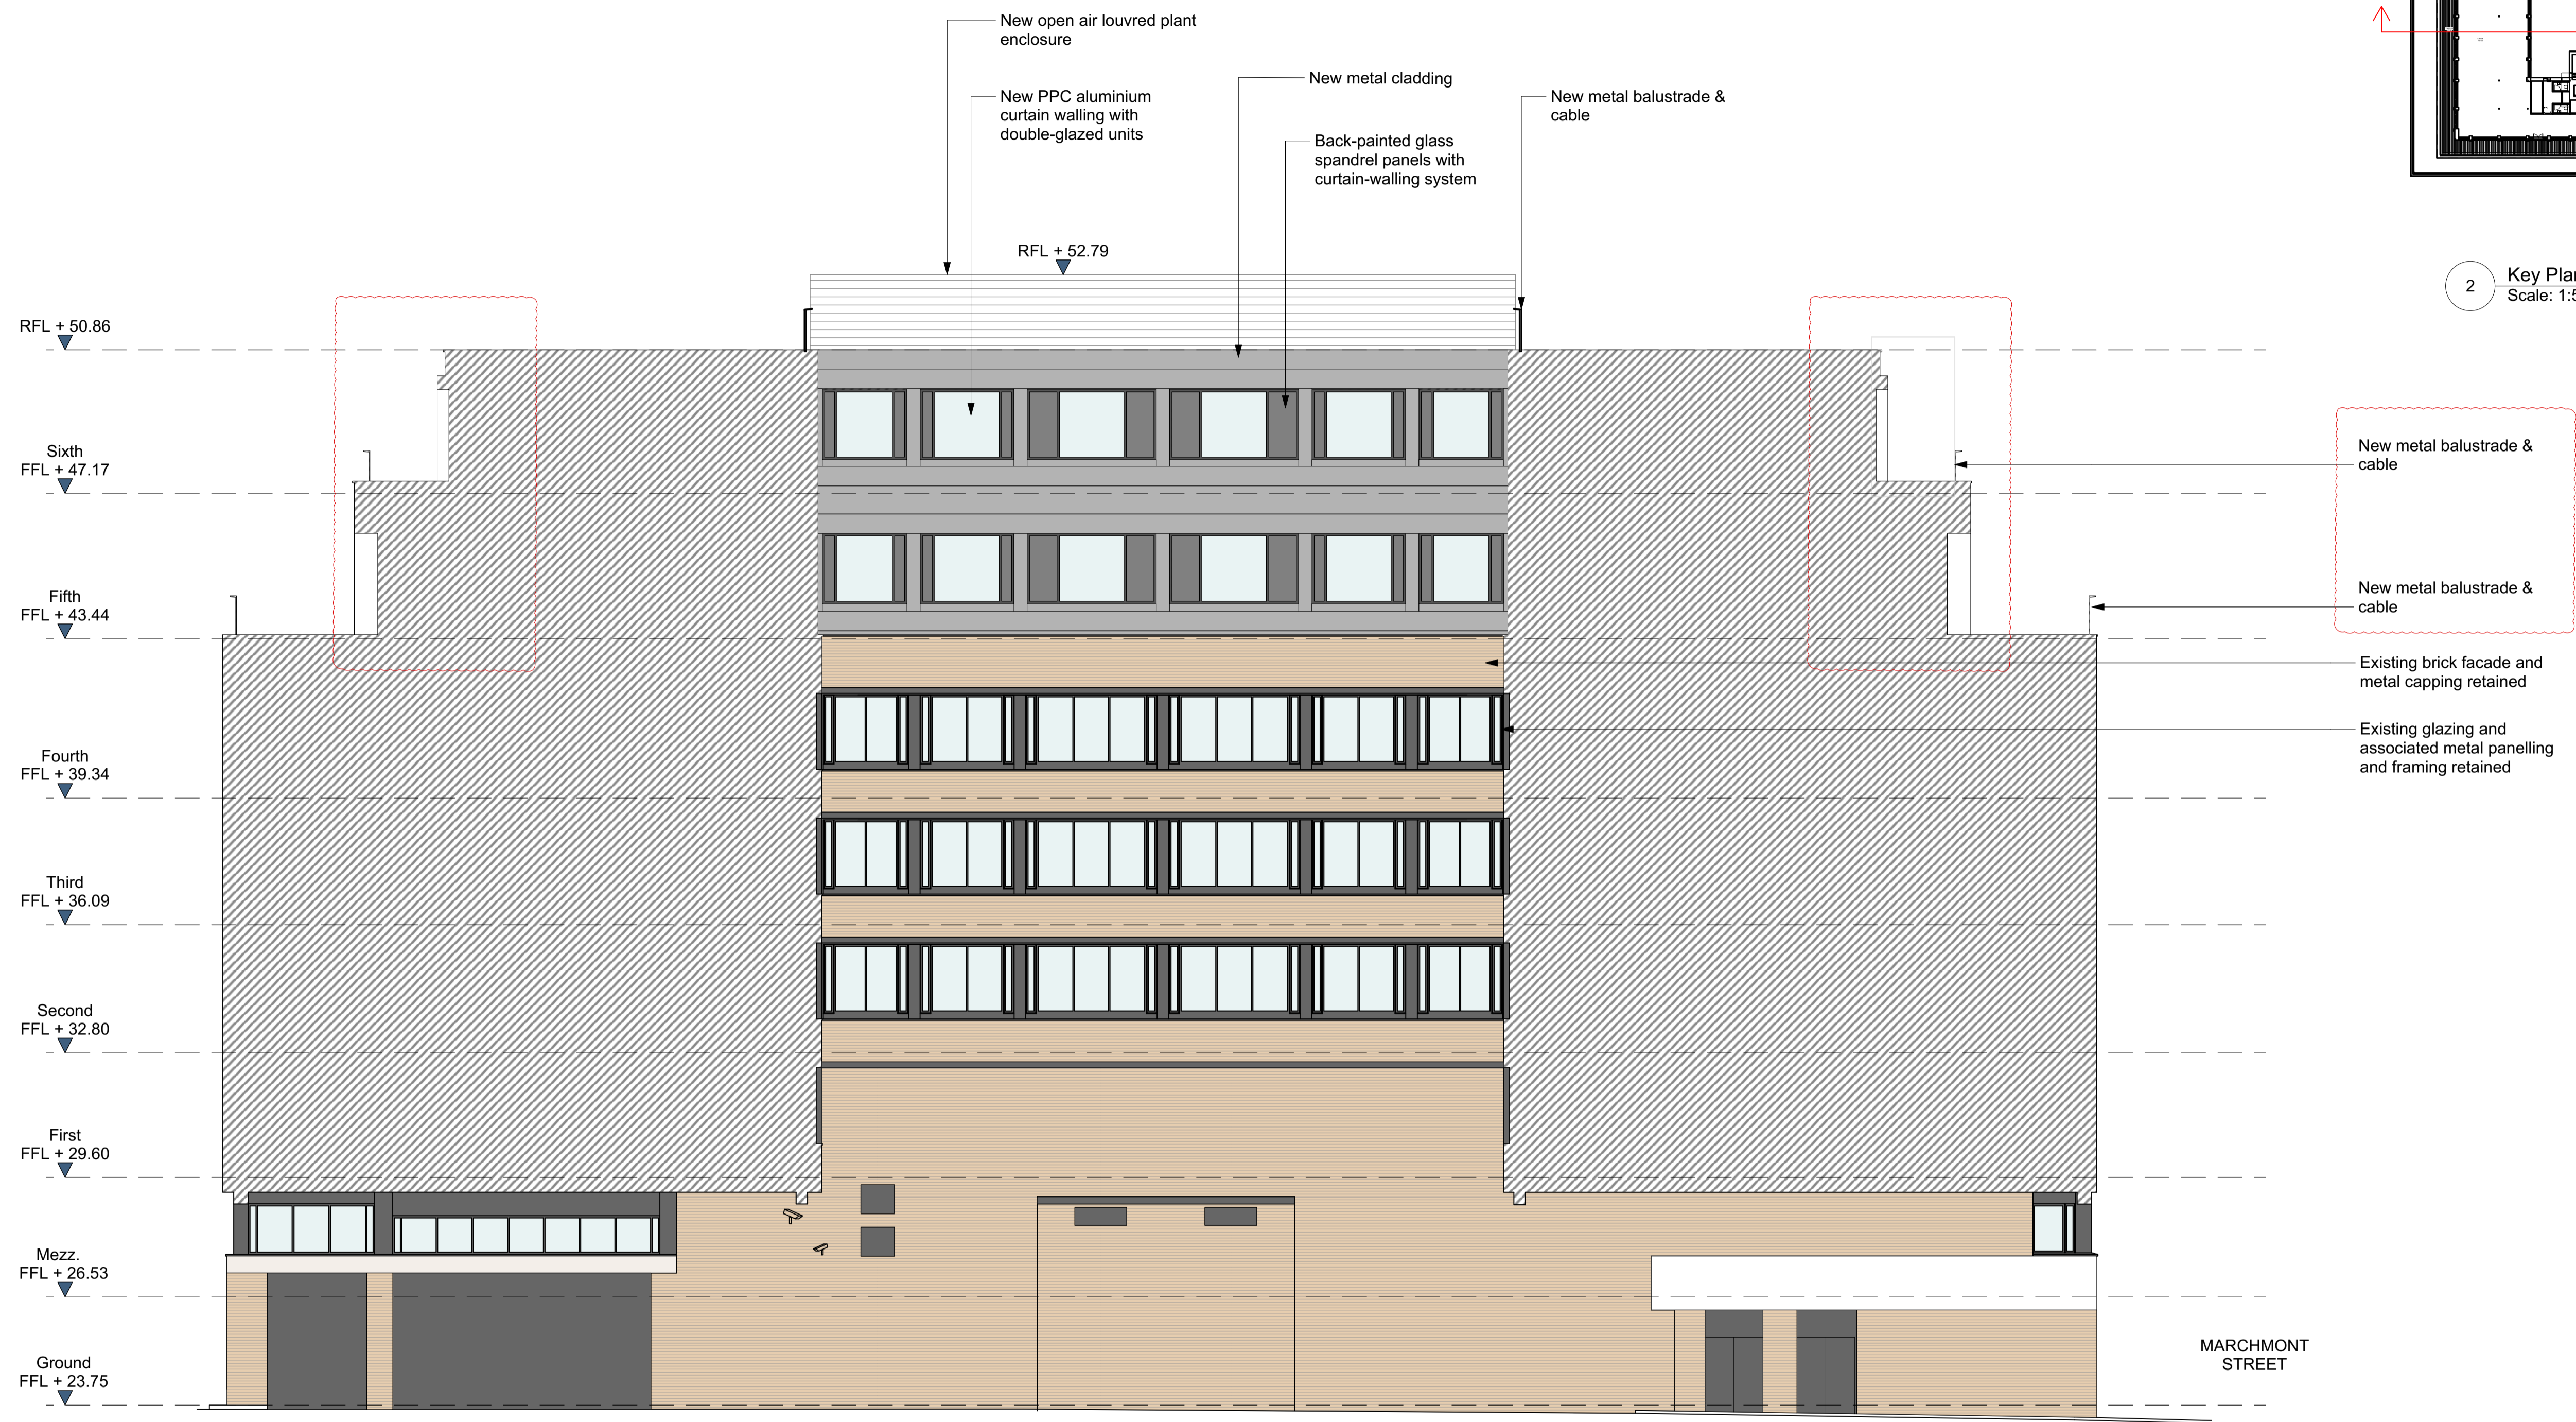 New open air louvred plant
enclosure
New PPC aluminium
curtain walling with
double-glazed units
New metal cladding
Back-painted glass
spandrel panels with
curtain-walling system
New metal balustrade &
cable
RFL + 52.79
2
Key Pla
Scale: 1:5
RFL + 50.86
Sixth
FFL + 47.17
Fifth
FFL + 43.44
Fourth
FFL + 39.34
Third
FFL + 36.09
Second
FFL + 32.80
First
FFL + 29.60
Mezz.
FFL + 26.53
Ground
FFL + 23.75
New metal balustrade &
cable
New metal balustrade &
cable
Existing brick facade and
metal capping retained
Existing glazing and
associated metal panelling
and framing retained
MARCHMONT
STREET